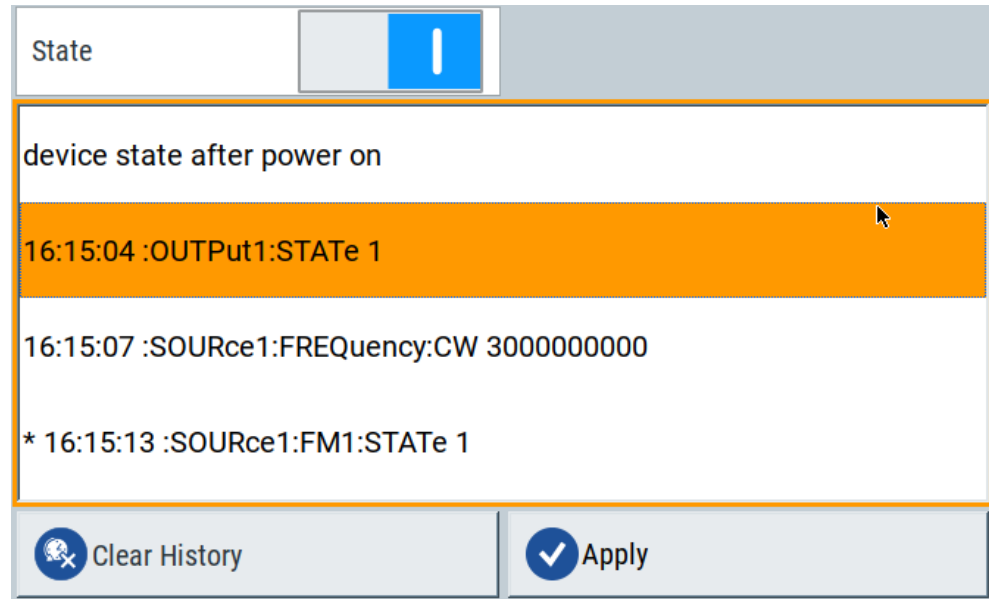 State
device state after power on
16:15:04 :OUTPut1:STATe 1
16:15:07 :SOURce1:FREQuency:CW 3000000000
* 16:15:13 :SOURce1:FM1:STATe 1
Clear History
Apply